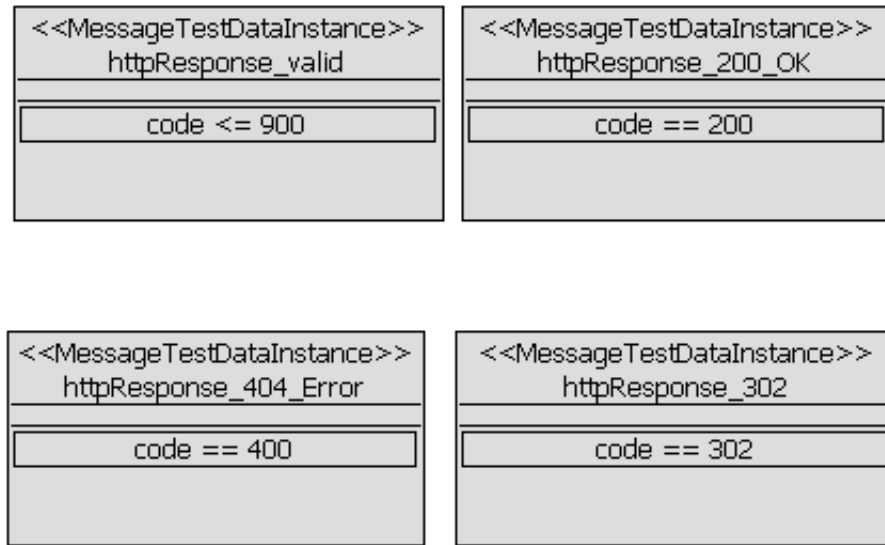 <<MessageTestDataInstance>>
httpResponse_valid
code <= 900
<<MessageTestDataInstance>>
httpResponse_200_OK
code == 200
<<MessageTestDataInstance>>
httpResponse_404_Error
code == 400
<<MessageTestDataInstance>>
httpResponse_302
code == 302